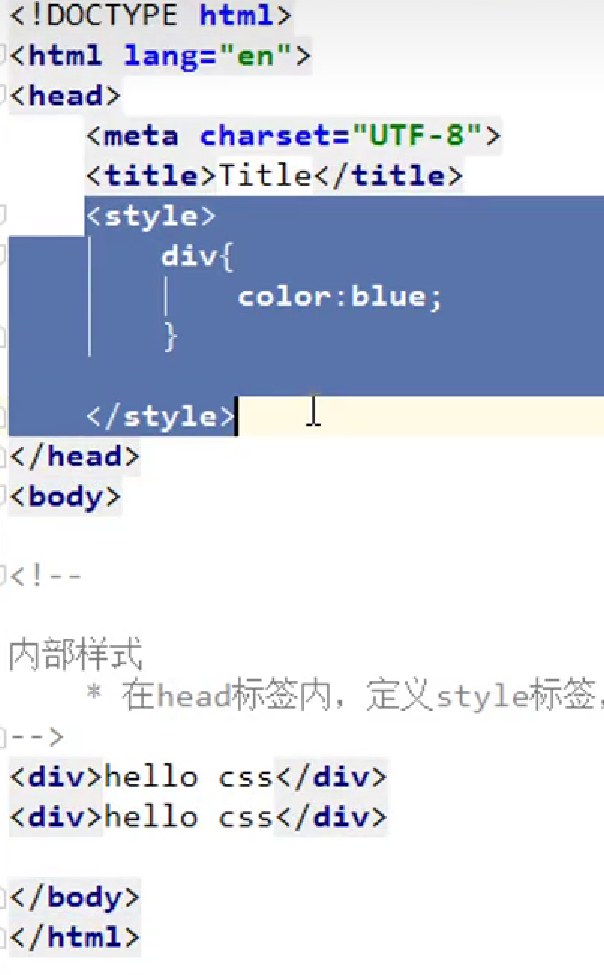 <!DOCTYPE html>
<html lang="en">
<head>
<meta charset="UTF-8">
<title>Title</title>
<style>
div{
color:blue;
}
</style>
</head>
<body>
<!--
内部样式
* 在head标签内，定义style标签，
-->
<div>hello css</div>
<div>hello css</div>
</body>
</html>